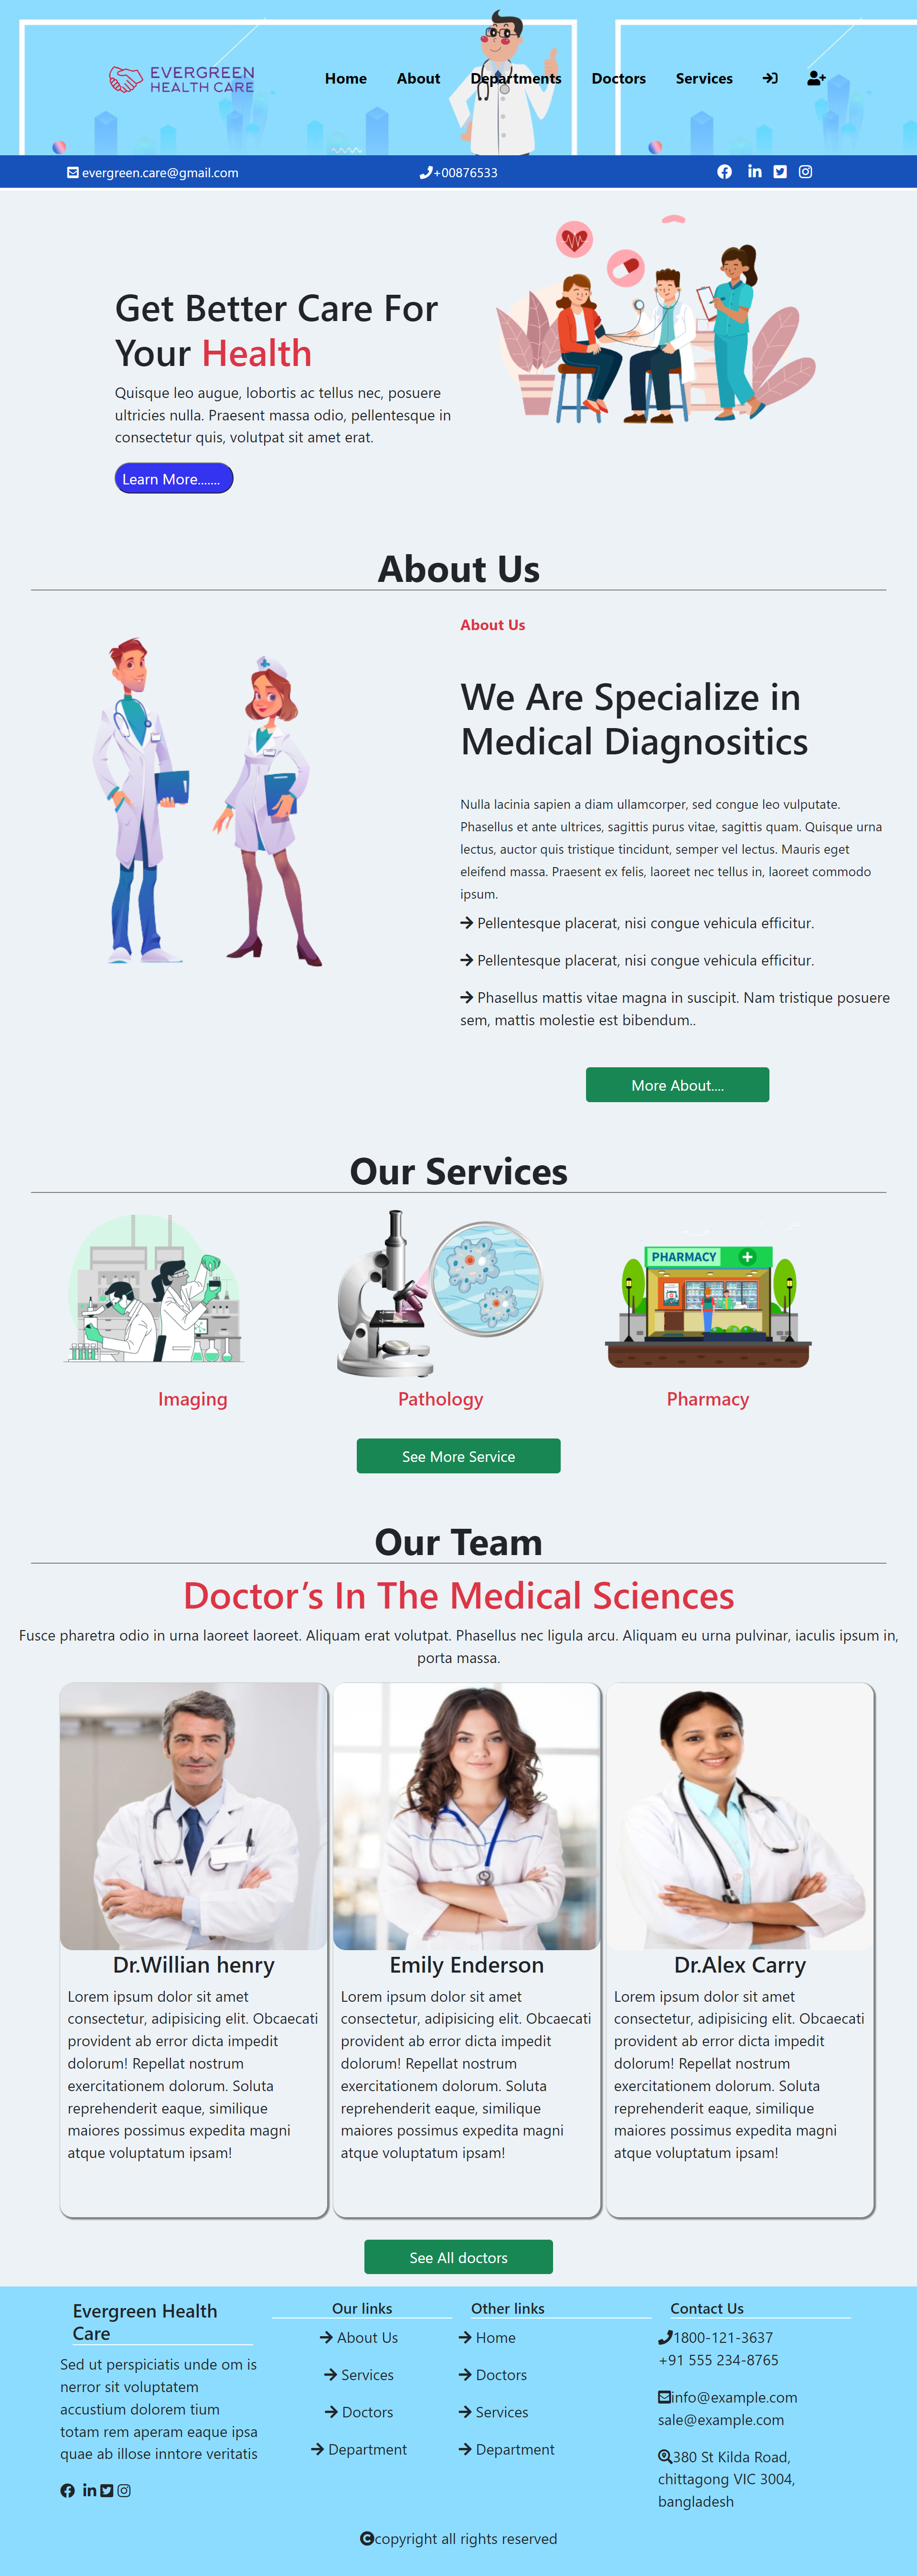 EVERGREEN
HEALTH CARE
Home About Departments Doctors Services
evergreen.care@gmail.com +00876533
Get Better Care For
Your Health
Quisque leo augue, lobortis ac tellus nec, posuere
ultricies nulla. Praesent massa odio, pellentesque in
consectetur quis, volutpat sit amet erat.
Learn More.......
About Us
About Us
We Are Specialize in
Medical Diagnositics
Nulla lacinia sapien a diam ullamcorper, sed congue leo vulputate.
Phasellus et ante ultrices, sagittis purus vitae, sagittis quam. Quisque urna
lectus, auctor quis tristique tincidunt, semper vel lectus. Mauris eget
eleifend massa. Praesent ex felis, laoreet nec tellus in, laoreet commodo
ipsum.
Pellentesque placerat, nisi congue vehicula efficitur.
Pellentesque placerat, nisi congue vehicula efficitur.
Phasellus mattis vitae magna in suscipit. Nam tristique posuere
sem, mattis molestie est bibendum..
More About....
Our Services
PHARMACY
Imaging
Pathology
Pharmacy
See More Service
Our Team
Doctor’s In The Medical Sciences
Fusce pharetra odio in urna laoreet laoreet. Aliquam erat volutpat. Phasellus nec ligula arcu. Aliquam eu urna pulvinar, iaculis ipsum in,
porta massa.
Dr.Willian henry
Lorem ipsum dolor sit amet
consectetur, adipisicing elit. Obcaecati
provident ab error dicta impedit
dolorum! Repellat nostrum
exercitationem dolorum. Soluta
reprehenderit eaque, similique
maiores possimus expedita magni
atque voluptatum ipsam!
Emily Enderson
Lorem ipsum dolor sit amet
consectetur, adipisicing elit. Obcaecati
provident ab error dicta impedit
dolorum! Repellat nostrum
exercitationem dolorum. Soluta
reprehenderit eaque, similique
maiores possimus expedita magni
atque voluptatum ipsam!
Dr.Alex Carry
Lorem ipsum dolor sit amet
consectetur, adipisicing elit. Obcaecati
provident ab error dicta impedit
dolorum! Repellat nostrum
exercitationem dolorum. Soluta
reprehenderit eaque, similique
maiores possimus expedita magni
atque voluptatum ipsam!
See All doctors
Evergreen Health
Care
Sed ut perspiciatis unde om is
nerror sit voluptatem
accustium dolorem tium
totam rem aperam eaque ipsa
quae ab illose inntore veritatis
Our links
About Us
Services
Doctors
Department
Other links
Home
Doctors
Services
Department
Contact Us
1800-121-3637
+91 555 234-8765
info@example.com
sale@example.com
380 St Kilda Road,
chittagong VIC 3004,
bangladesh
copyright all rights reserved